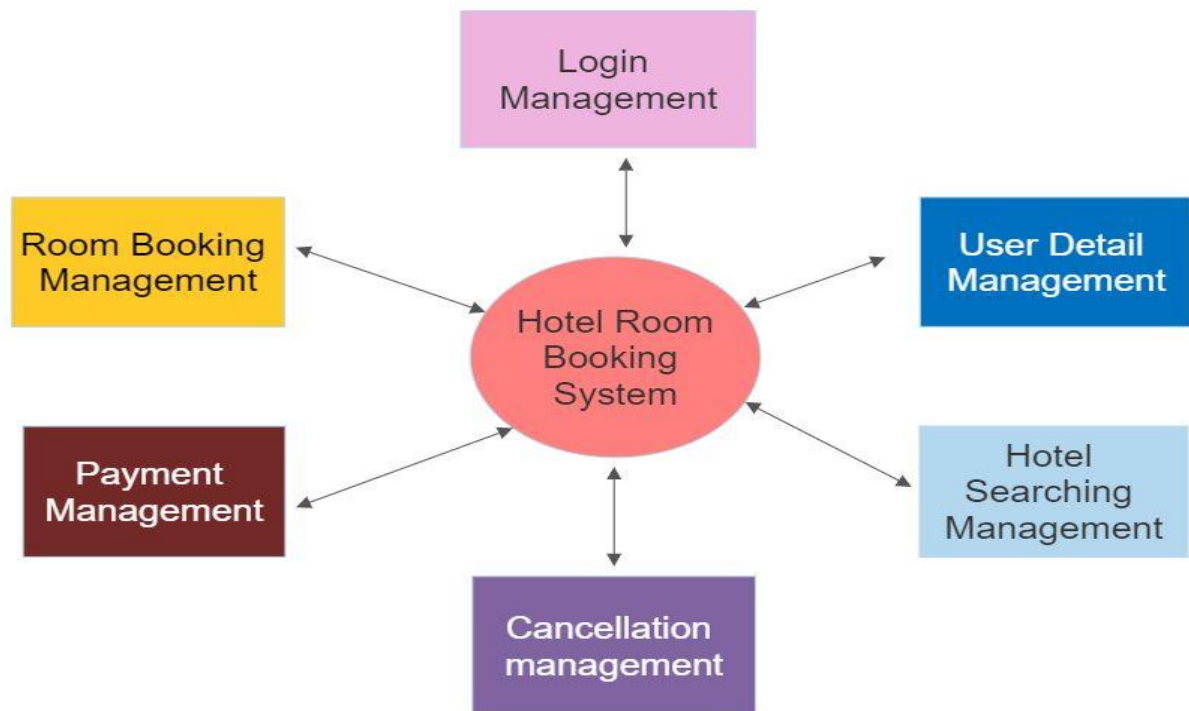 Login
Management
Room Booking
Management
User Detail
Management
Hotel Room
Booking
System
Payment
Management
Hotel
Searching
Management
Cancellation
management